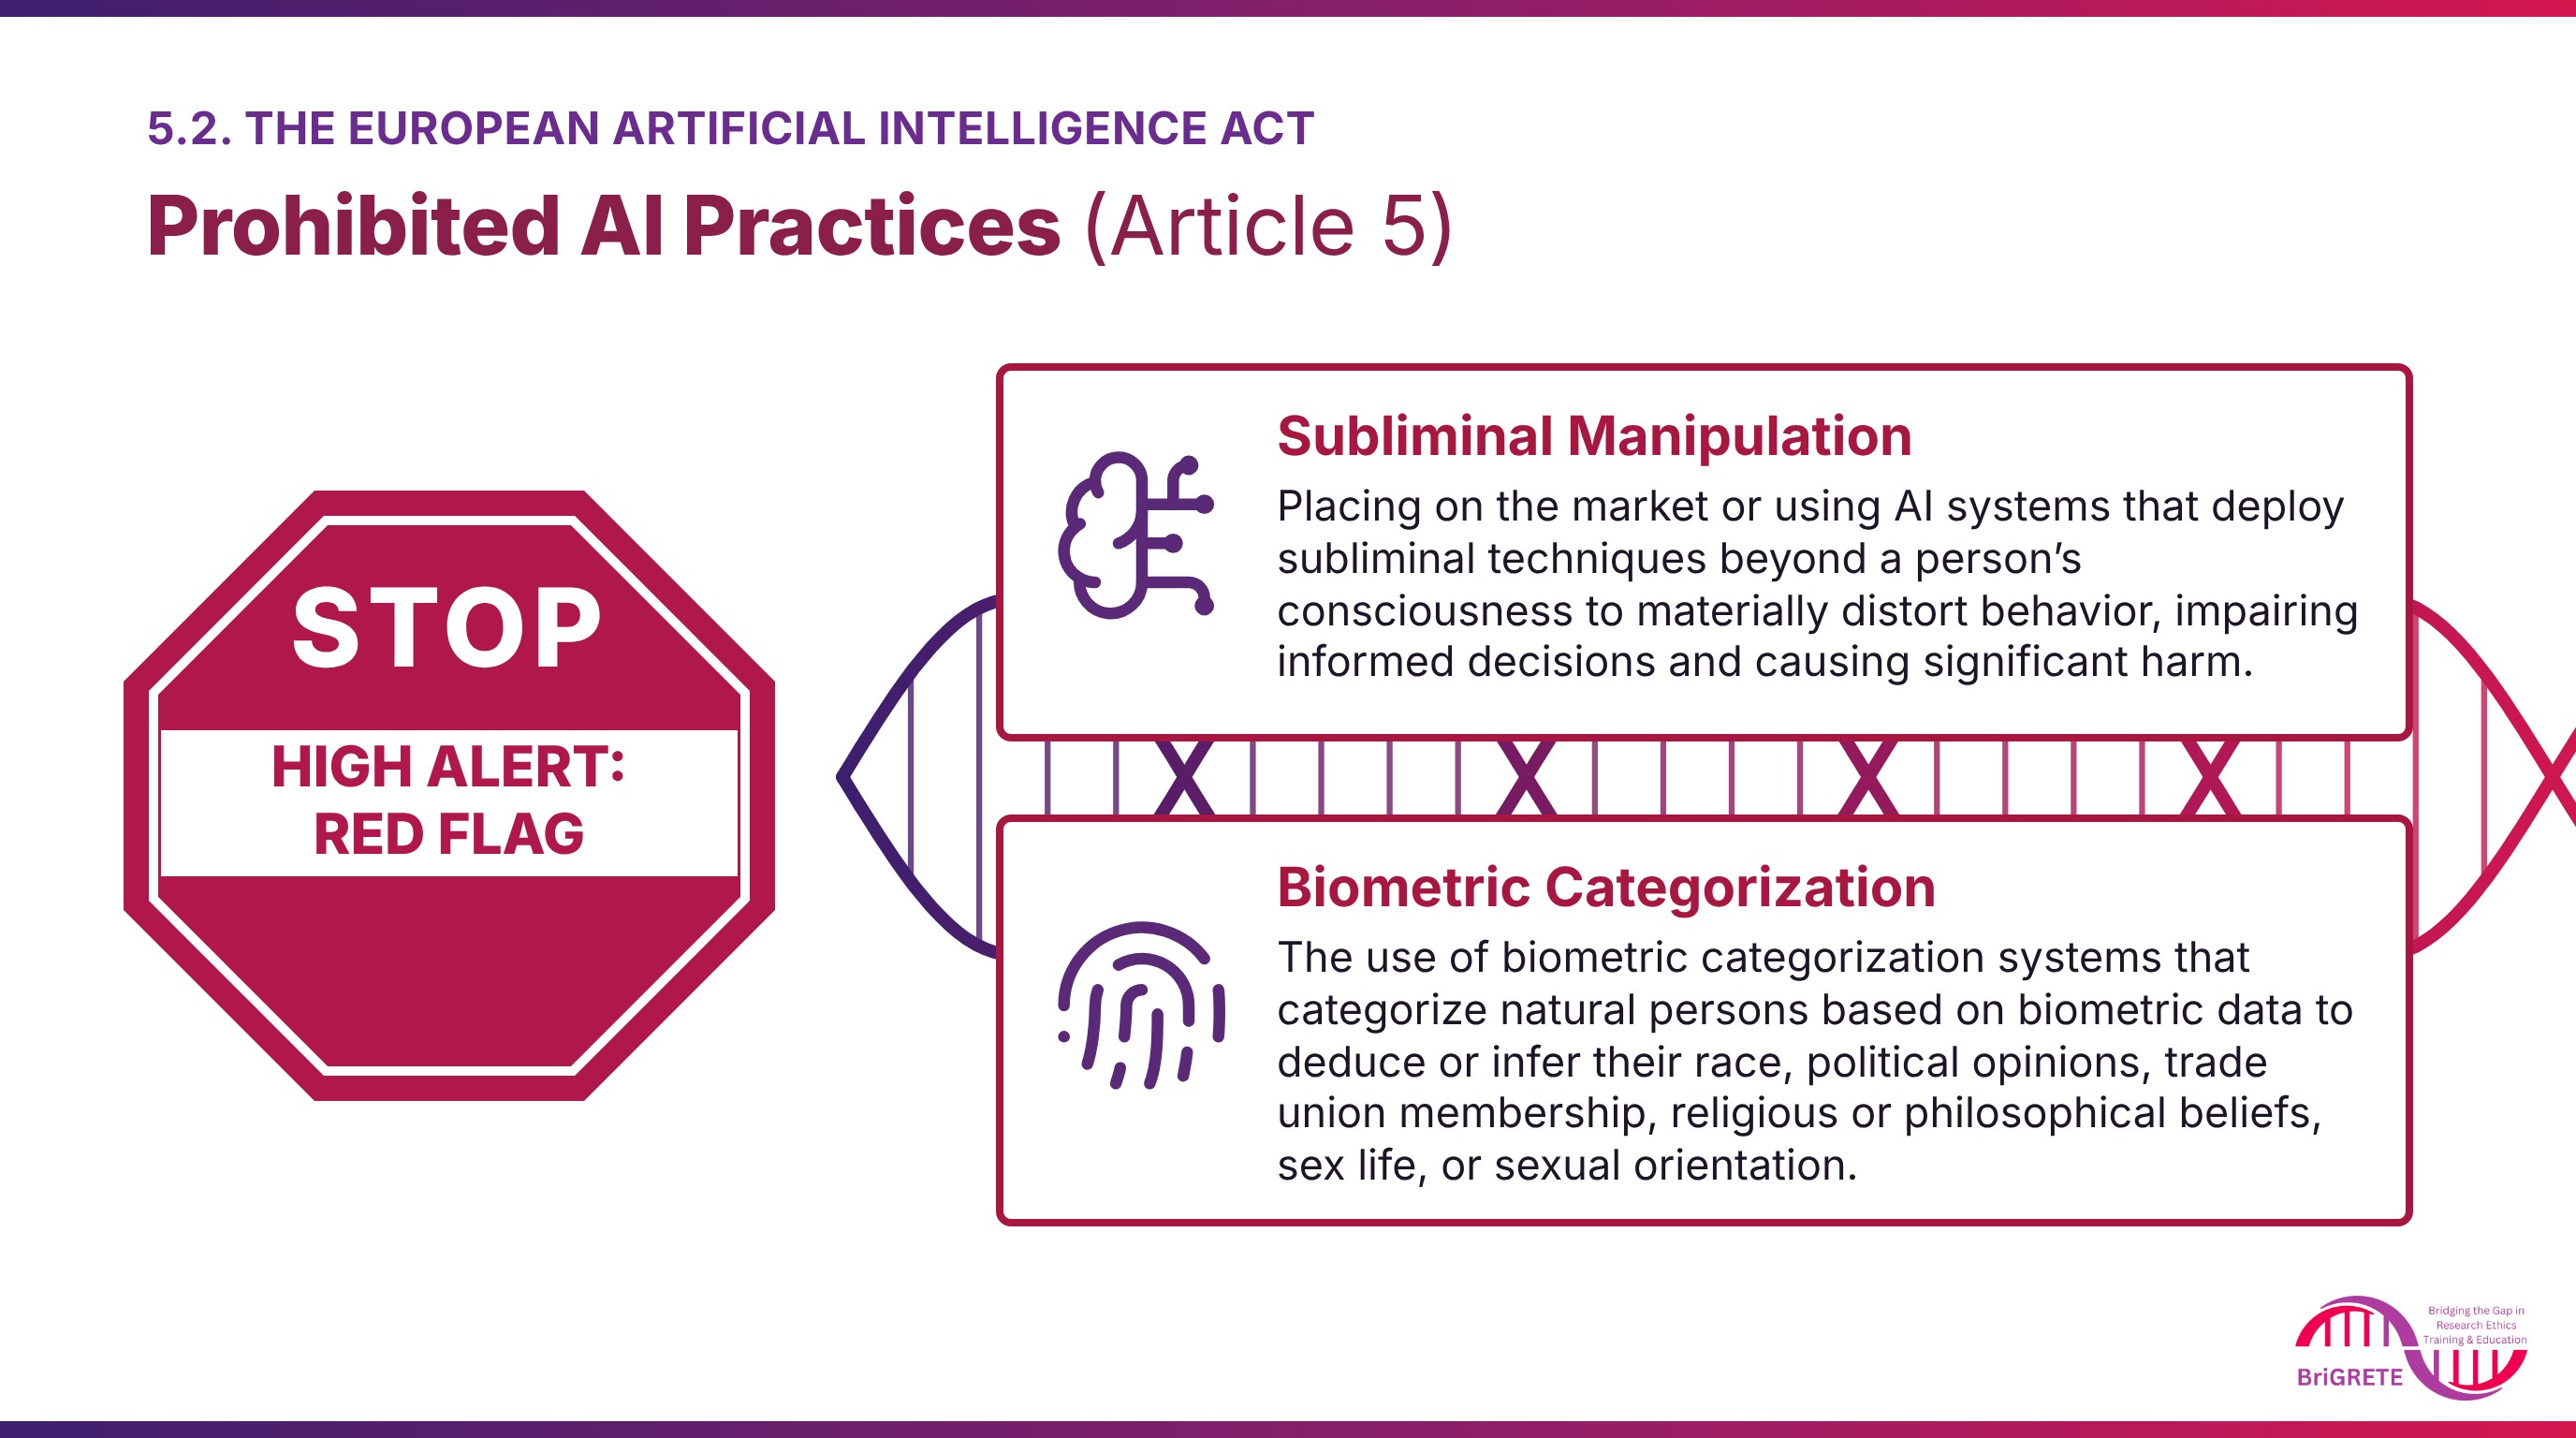 5.2. THE EUROPEAN ARTIFICIAL INTELLIGENCE ACT
Prohibited AI Practices (Article 5)
STOP
HIGH ALERT:
RED FLAG
Subliminal Manipulation
Placing on the market or using AI systems that deploy
subliminal techniques beyond a person’s
consciousness to materially distort behavior, impairing
informed decisions and causing significant harm.
Biometric Categorization
The use of biometric categorization systems that
categorize natural persons based on biometric data to
deduce or infer their race, political opinions, trade
union membership, religious or philosophical beliefs,
sex life, or sexual orientation.
Bridging the Gap in
Research Ethics
Training & Education
BriGRETE